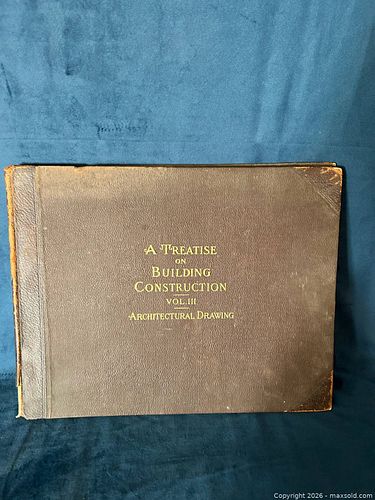 A TREATISE
ON
BUILDING
CONSTRUCTION
VOL.III
ARCHITECTURAL DRAWING
Copyright 2026 - maxsold.com